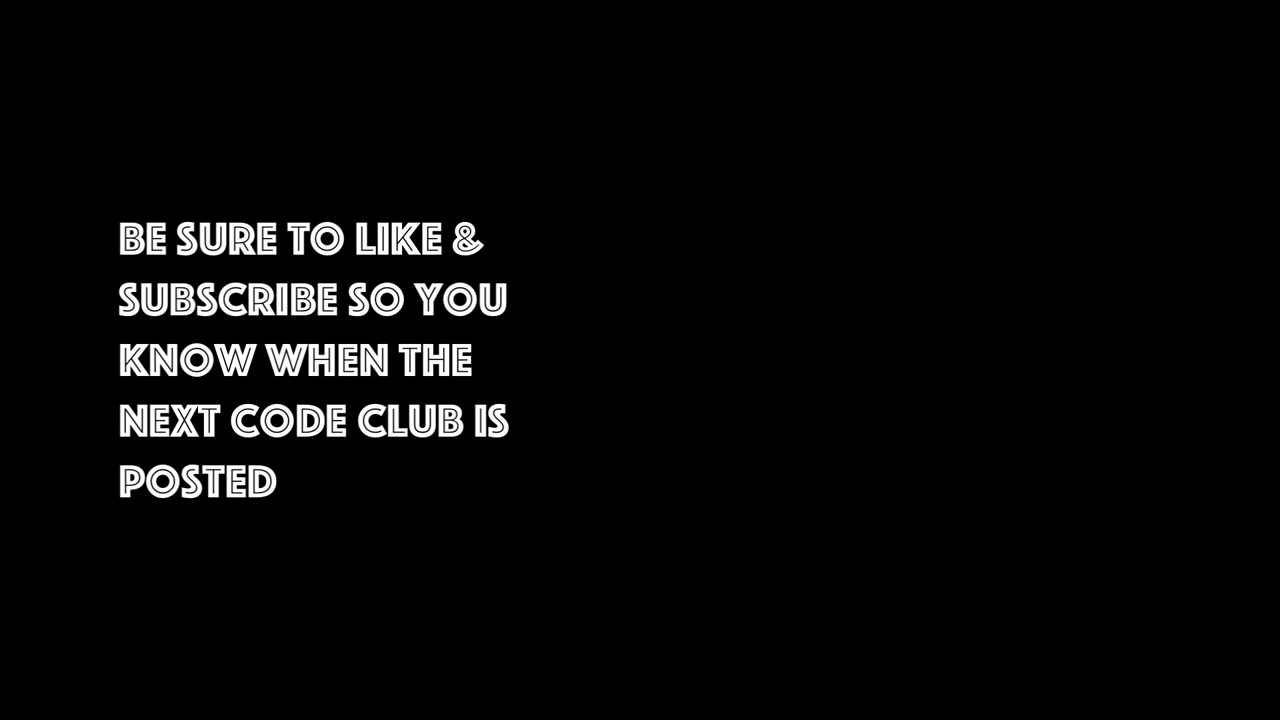 BE SURE TO LIKE &
SUBSCRIBE SO YOU
KNOW WHEN THE
NEXT CODE CLUB IS
POSTED